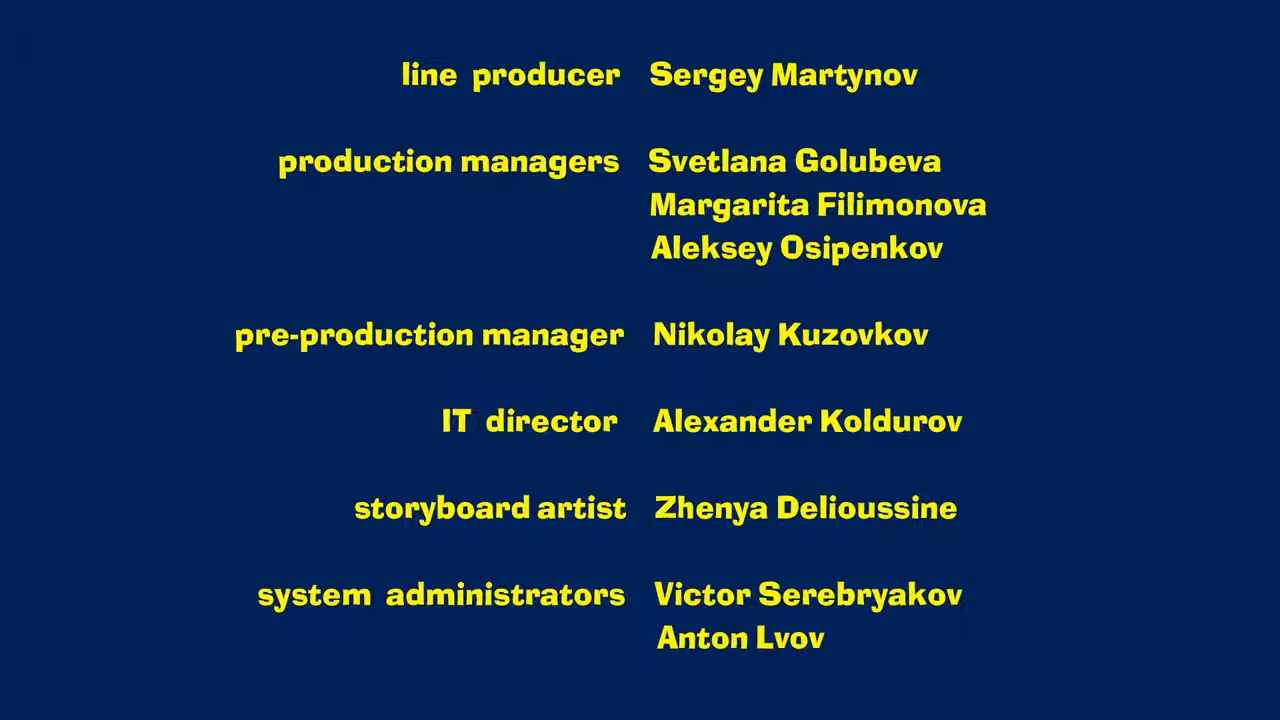 line producer Sergey Martynov
production managers Svetlana Golubeva
Margarita Filimonova
Aleksey Osipenkov
pre-production manager Nikolay Kuzovkov
IT director Alexander Koldurov
storyboard artist Zhenya Delioussine
system administrators Victor Serebryakov
Anton Lvov